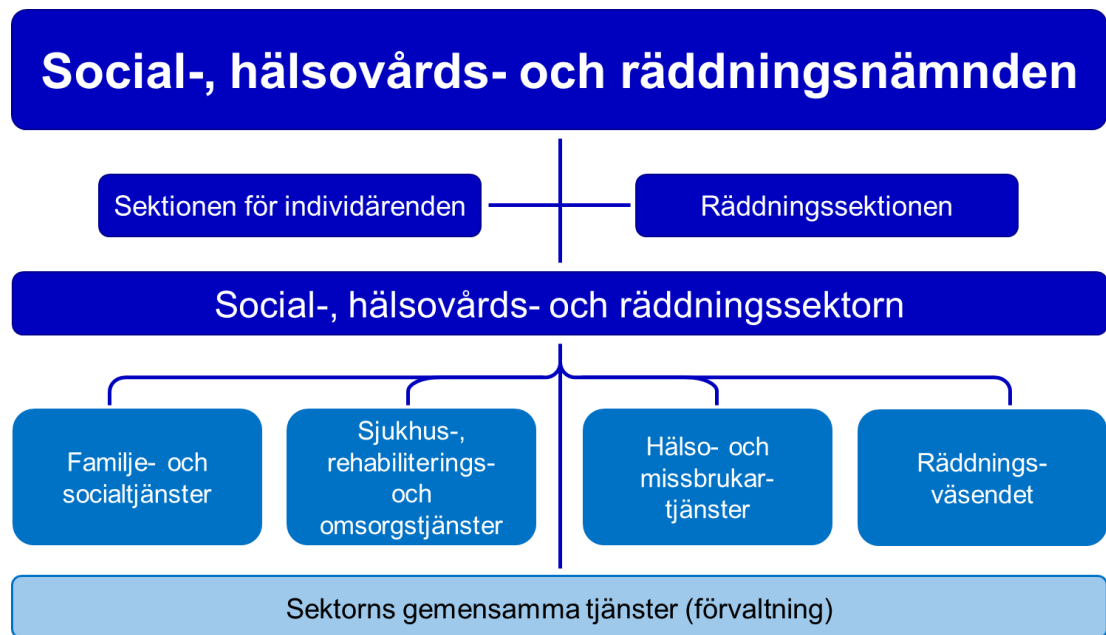 Social-, hälsovårds- och räddningsnämnden
Sektionen för individärenden
Räddningssektionen
Social-, hälsovårds- och räddningssektorn
Familje- och
socialtjänster
Sjukhus-,
rehabiliterings-
och
omsorgstjänster
Hälso- och
missbrukar-
tjänster
Räddnings-
väsendet
Sektorns gemensamma tjänster (förvaltning)